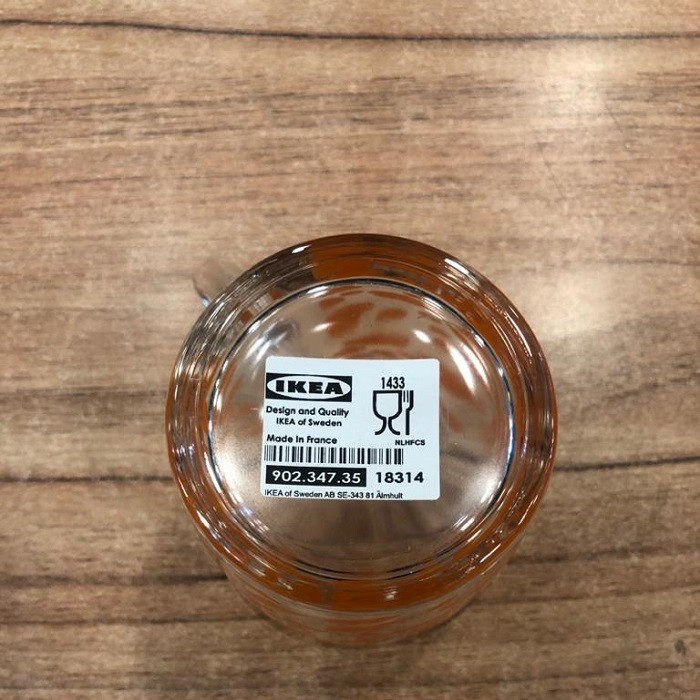 IKEA
1433
Design and Quality
IKEA of Sweden
Made in France
NLHFCS
902.347.35 18314
IKEA of Sweden AB SE-343 81 Älmhult